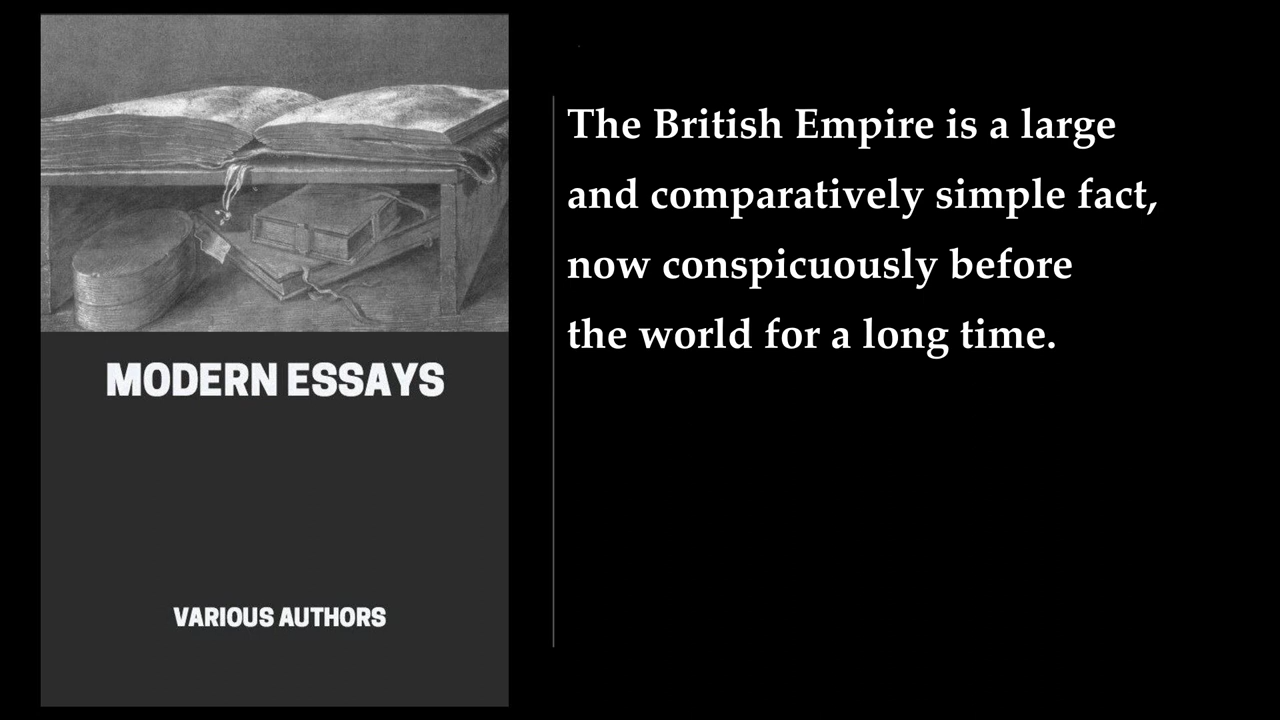 MODERN ESSAYS
VARIOUS AUTHORS
The British Empire is a large
and comparatively simple fact,
now conspicuously before
the world for a long time.